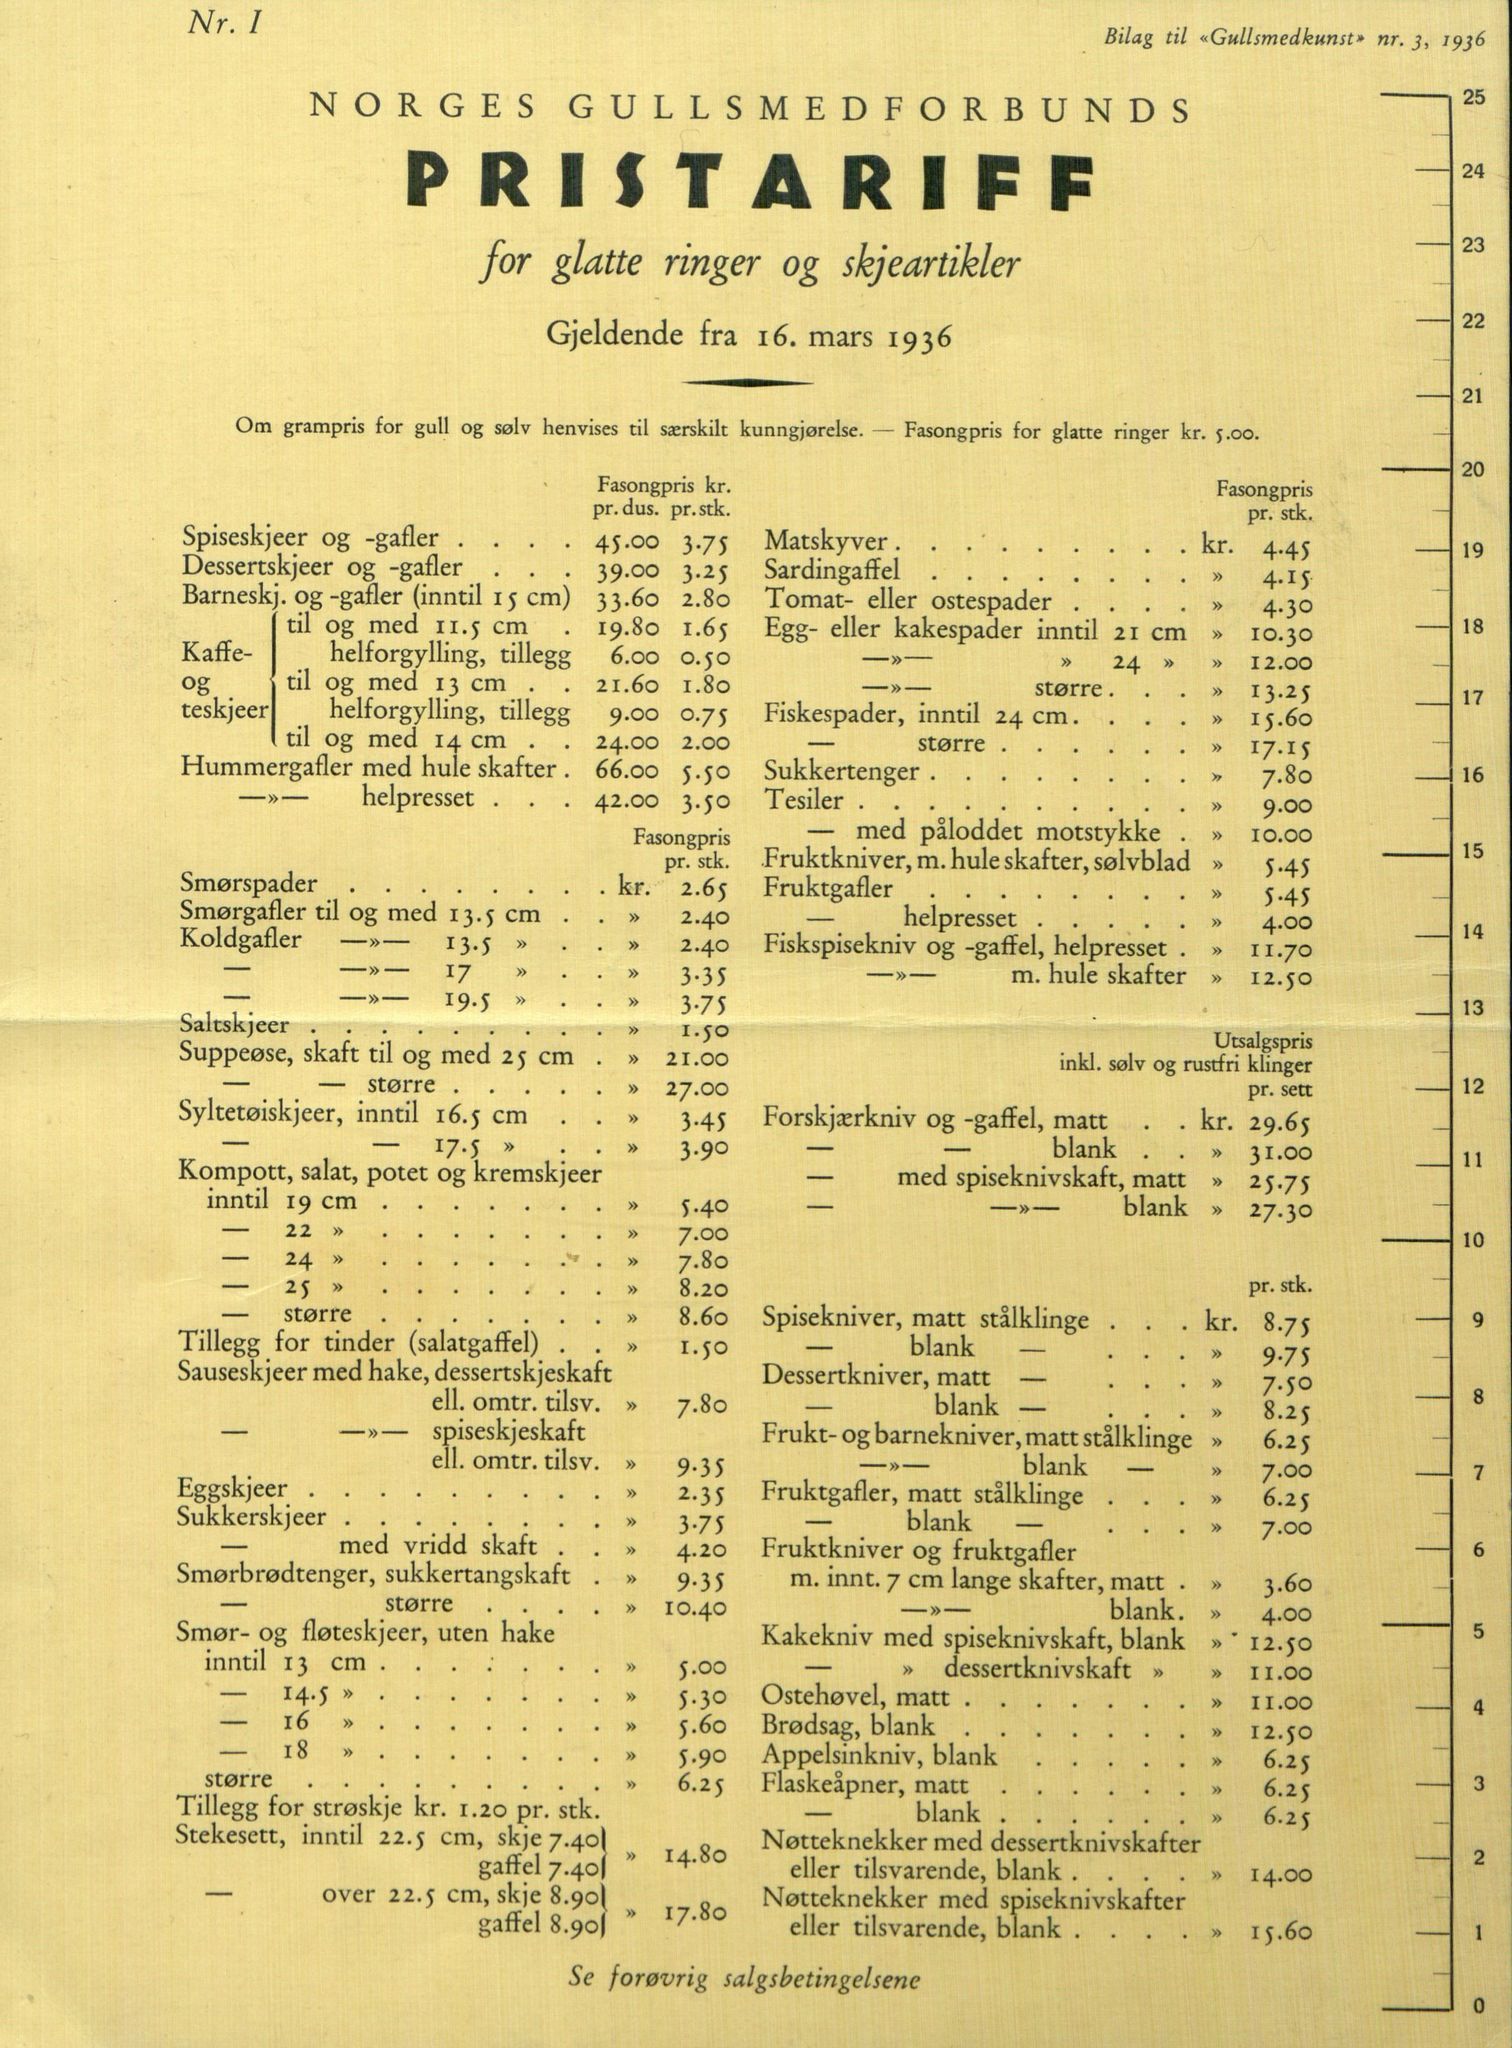 Nr. I
Bilag til «Gullsmedkunst» nr. 3, 1936
NORGES GULLSMEDFORBUNDS
PRISTARIFF
for glatte ringer og skjeartikler
Gjeldende fra 16. mars 1936
Om grampris for gull og sølv henvises til særskilt kunngjørelse. — Fasongpris for glatte ringer kr. 5.00.
Fasongpris kr.
pr. dus. pr. stk.
Spiseskjeer og -gafler . . . . 45.00 3.75
Dessertskjeer og -gafler . . . 39.00 3.25
Barneskj. og -gafler (inntil 15 cm) 33.60 2.80
til og med 11.5 cm . 19.80 1.65
Kaffe- helforgylling, tillegg 6.00 0.50
og til og med 13 cm . . 21.60 1.80
teskjeer helforgylling, tillegg 9.00 0.75
til og med 14 cm . . 24.00 2.00
Hummergafler med hule skafter . 66.00 5.50
—»— helpresset . . . 42.00 3.50
Fasongpris
pr. stk.
Smørspader . . . . . . . . kr. 2.65
Smørgafler til og med 13.5 cm . . » 2.40
Koldgafler —»— 13.5 » . . » 2.40
— —»— 17 » . . » 3.35
— —»— 19.5 » . . » 3.75
Saltskjeer . . . . . . . . . » 1.50
Suppeøse, skaft til og med 25 cm . » 21.00
— — større . . . . . » 27.00
Syltetøiskjeer, inntil 16.5 cm . . » 3.45
— — 17.5 » . . » 3.90
Kompott, salat, potet og kremskjeer
inntil 19 cm . . . . . . . » 5.40
— 22 » . . . . . . . » 7.00
— 24 » . . . . . . . » 7.80
— 25 » . . . . . . . » 8.20
— større . . . . . . . » 8.60
Tillegg for tinder (salatgaffel) . . » 1.50
Sauseskjeer med hake, dessertskjeskaft
ell. omtr. tilsv. » 7.80
— —»— spiseskjeskaft
ell. omtr. tilsv. » 9.35
Eggskjeer . . . . . . . . . » 2.35
Sukkerskjeer . . . . . . . . » 3.75
— med vridd skaft . . » 4.20
Smørbrødtenger, sukkertangskaft . » 9.35
— større . . . . » 10.40
Smør- og fløteskjeer, uten hake
inntil 13 cm . . . . . . . » 5.00
— 14.5 » . . . . . . . » 5.30
— 16 » . . . . . . . » 5.60
— 18 » . . . . . . . » 5.90
større . . . . . . . . . » 6.25
Tillegg for strøskje kr. 1.20 pr. stk.
Stekesett, inntil 22.5 cm, skje 7.40
gaffel 7.40 » 14.80
— over 22.5 cm, skje 8.90
gaffel 8.90 » 17.80
Fasongpris
pr. stk.
Matskyver . . . . . . . . . kr. 4.45
Sardingaffel . . . . . . . . » 4.15
Tomat- eller ostespader . . . . » 4.30
Egg- eller kakespader inntil 21 cm » 10.30
—»— » 24 » » 12.00
—»— større . . . » 13.25
Fiskespader, inntil 24 cm . . . . » 15.60
— større . . . . . . » 17.15
Sukkertenger . . . . . . . . » 7.80
Tesiler . . . . . . . . . . » 9.00
— med påloddet motstykke . » 10.00
Fruktkniver, m. hule skafter, sølvblad » 5.45
Fruktgafler . . . . . . . . » 5.45
— helpresset . . . . . » 4.00
Fiskspisekniv og -gaffel, helpresset . » 11.70
—»— m. hule skafter » 12.50
Utsalgspris
inkl. sølv og rustfri klinger
pr. sett
Forskjærkniv og -gaffel, matt . . kr. 29.65
— — blank . . » 31.00
— med spiseknivskaft, matt » 25.75
— —»— blank » 27.30
pr. stk.
Spisekniver, matt stålklinge . . . kr. 8.75
— blank — . . . » 9.75
Dessertkniver, matt — . . . » 7.50
— blank — . . . » 8.25
Frukt- og barnekniver, matt stålklinge » 6.25
—»— blank — » 7.00
Fruktgafler, matt stålklinge . . . » 6.25
— blank — . . . » 7.00
Fruktkniver og fruktgafler
m. innt. 7 cm lange skafter, matt . » 3.60
—»— blank . » 4.00
Kakekniv med spiseknivskaft, blank » 12.50
— » dessertknivskaft » » 11.00
Ostehøvel, matt . . . . . . . » 11.00
Brødsag, blank . . . . . . . » 12.50
Appelsinkniv, blank . . . . . » 6.25
Flaskeåpner, matt . . . . . . » 6.25
— blank . . . . . . » 6.25
Nøtteknekker med dessertknivskafter
eller tilsvarende, blank . . . . » 14.00
Nøtteknekker med spiseknivskafter
eller tilsvarende, blank . . . . » 15.60
Se forøvrig salgsbetingelsene
25
24
23
22
21
20
19
18
17
16
15
14
13
12
11
10
9
8
7
6
5
4
3
2
1
0